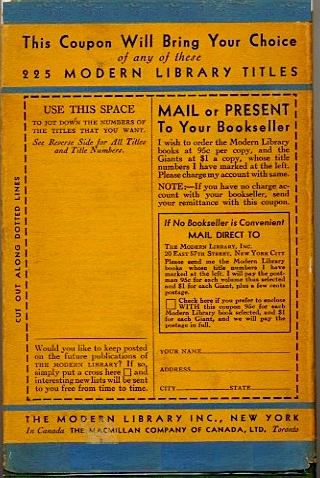 This Coupon Will Bring Your Choice
of any of these
225 MODERN LIBRARY TITLES
CUT OUT ALONG DOTTED LINES
USE THIS SPACE
TO JOT DOWN THE NUMBERS OF
THE TITLES THAT YOU WANT.
See Reverse Side for All Titles
and Title Numbers.
Would you like to keep posted
on the future publications of
THE MODERN LIBRARY? If so,
simply put a cross here □ and
interesting new lists will be sent
to you free from time to time.
MAIL or PRESENT
To Your Bookseller
I wish to order the Modern Library
books at 95c per copy, and the
Giants at $1 a copy, whose title
numbers I have marked at the left.
Please charge my account with same.
NOTE:—If you have no charge ac-
count with your bookseller, send
your remittance with this coupon.
If No Bookseller is Convenient
MAIL DIRECT TO
THE MODERN LIBRARY, INC.
20 EAST 57TH STREET, NEW YORK CITY
Please send me the Modern Library
books whose title numbers I have
marked at the left. I will pay the post-
man 95c for each volume thus selected
and $1 for each Giant, plus a few cents
postage.
□ Check here if you prefer to enclose
WITH this coupon 95c for each
Modern Library book selected, and $1
for each Giant, and we will pay the
postage in full.
YOUR NAME
ADDRESS
CITY STATE
THE MODERN LIBRARY INC., NEW YORK
In Canada THE MACMILLAN COMPANY OF CANADA, LTD. Toronto